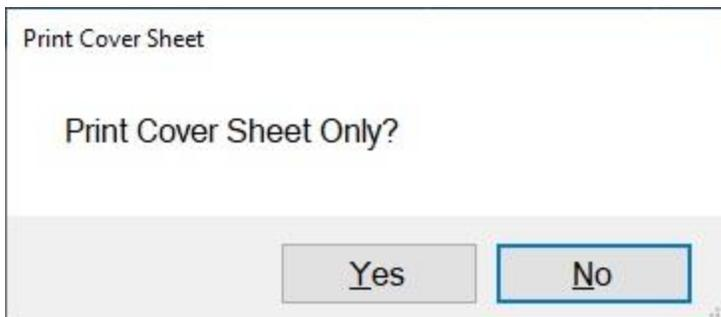 Print Cover Sheet
Print Cover Sheet Only?
Yes No